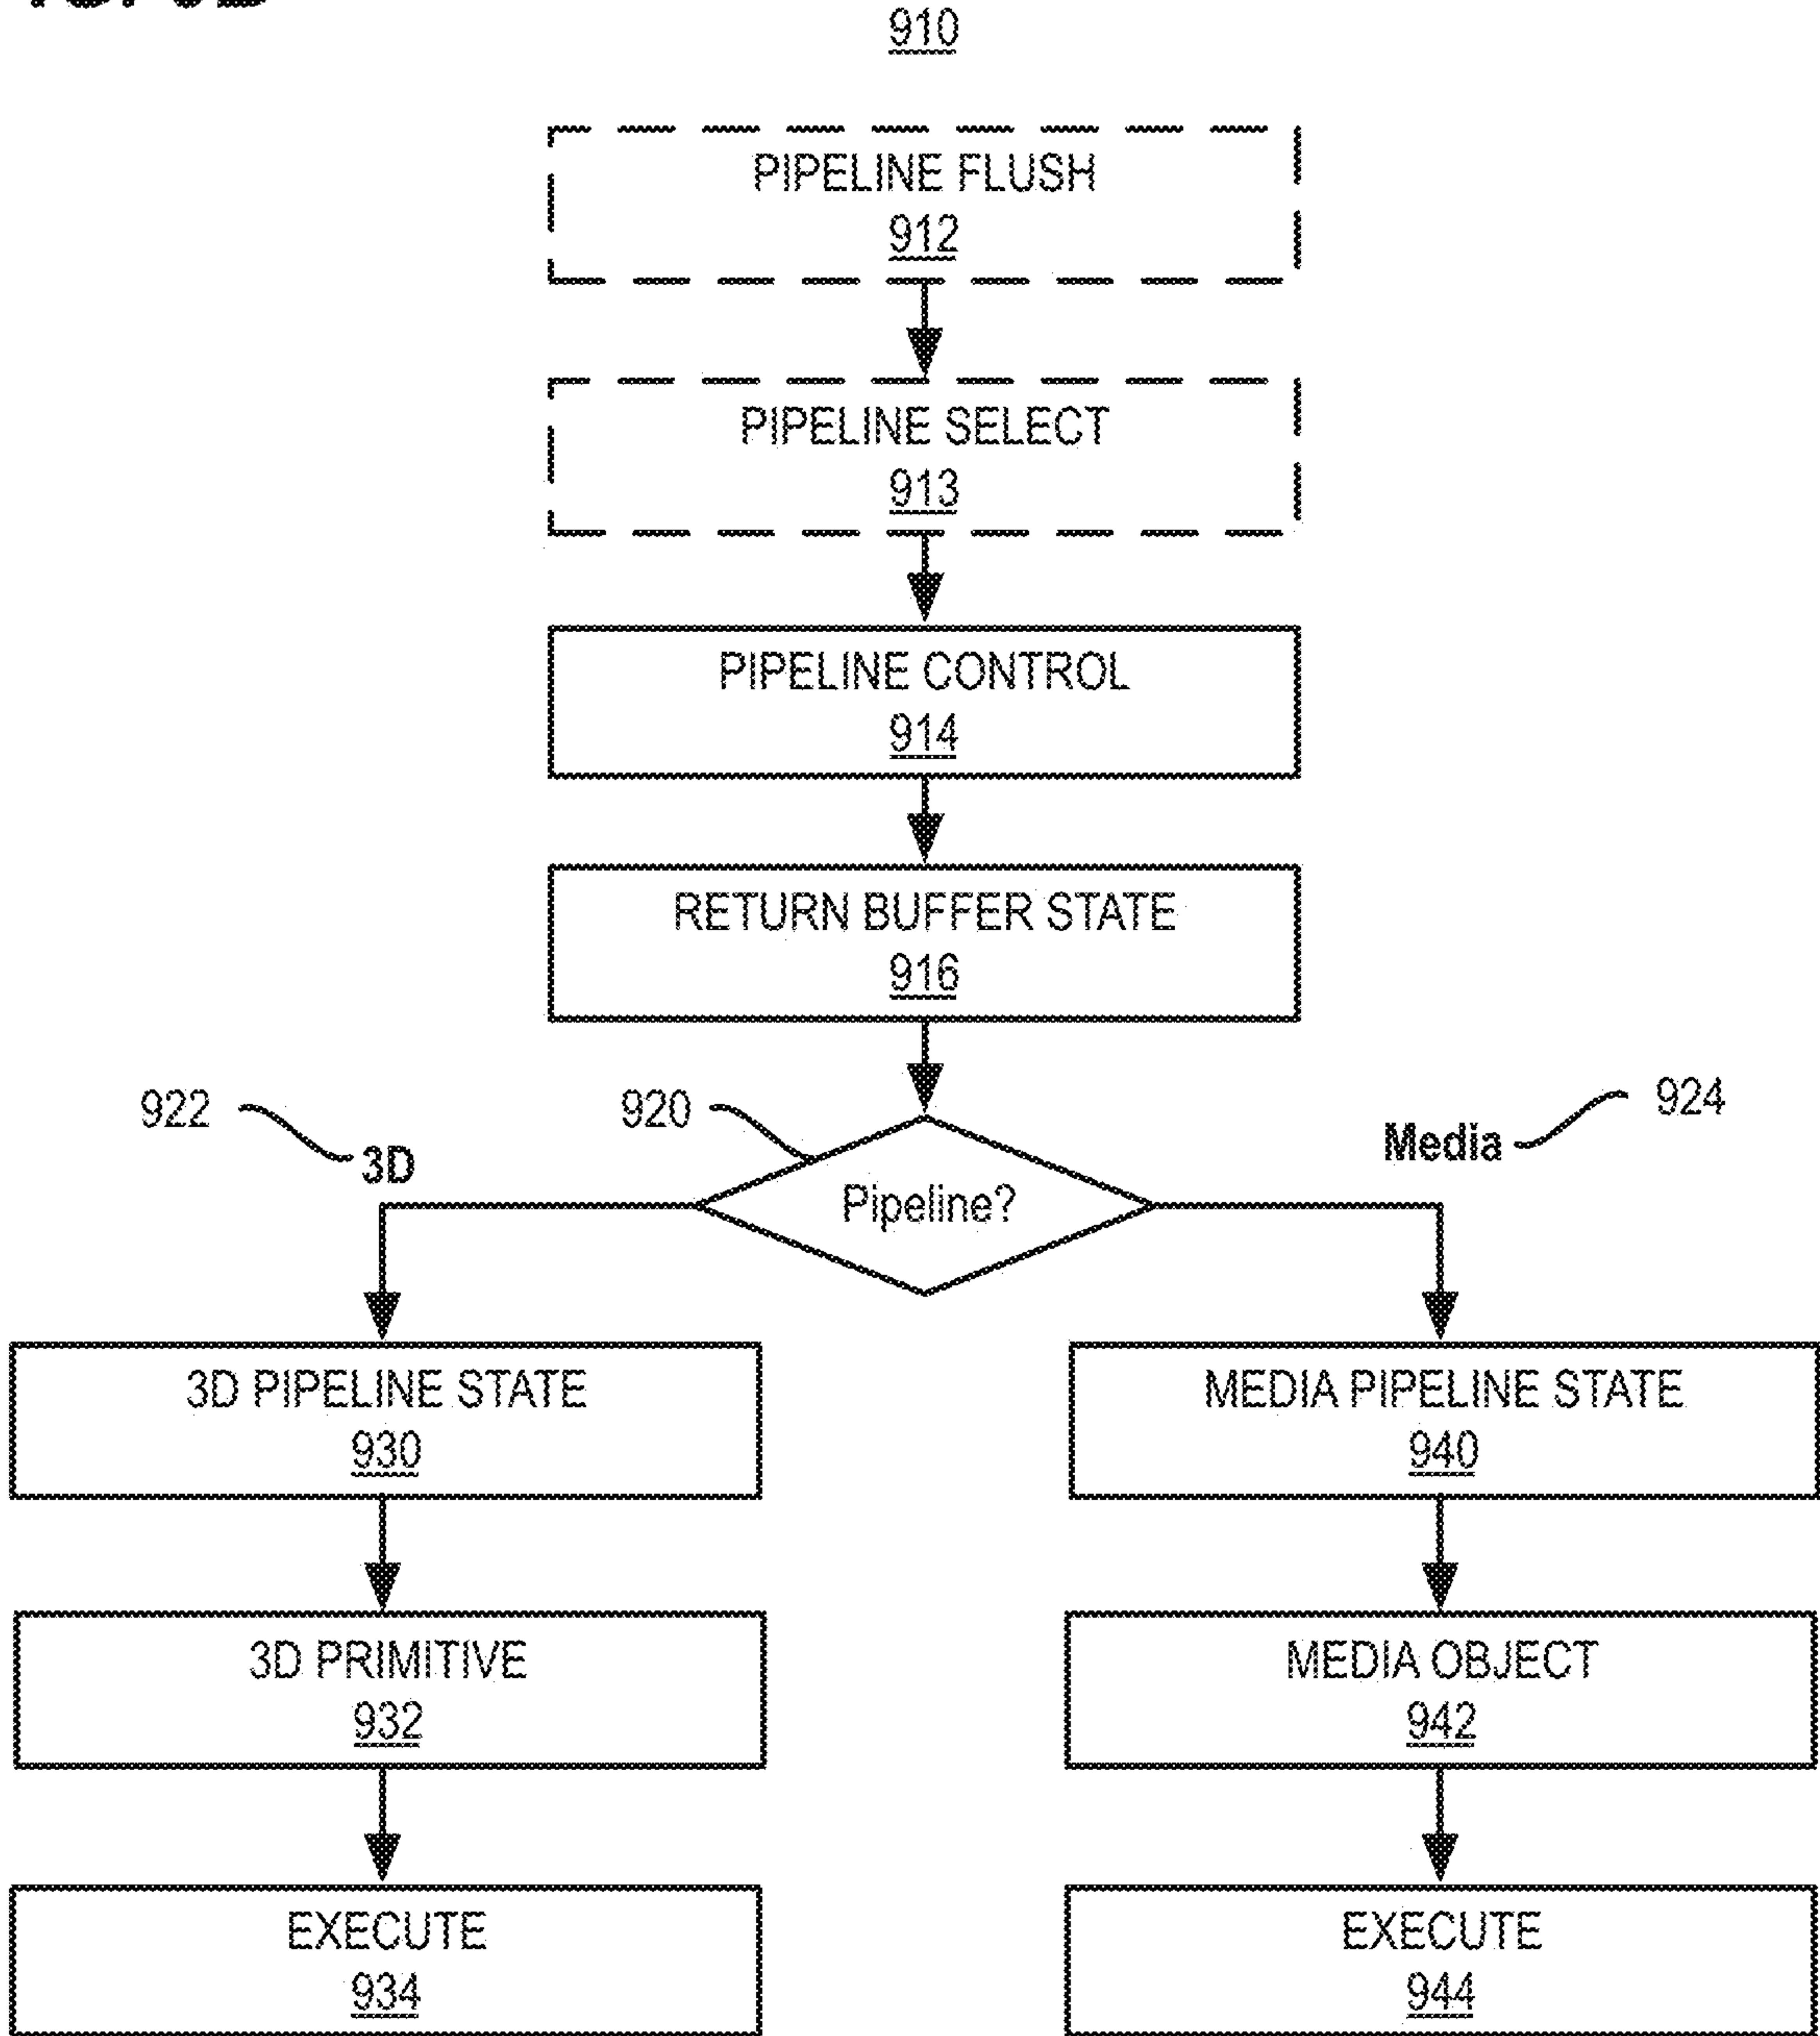 910
PIPELINE FLUSH
912
PIPELINE SELECT
913
PIPELINE CONTROL
914
RETURN BUFFER STATE
916
922
920
924
3D
Media
Pipeline?
3D PIPELINE STATE
930
MEDIA PIPELINE STATE
940
3D PRIMITIVE
932
MEDIA OBJECT
942
EXECUTE
934
EXECUTE
944